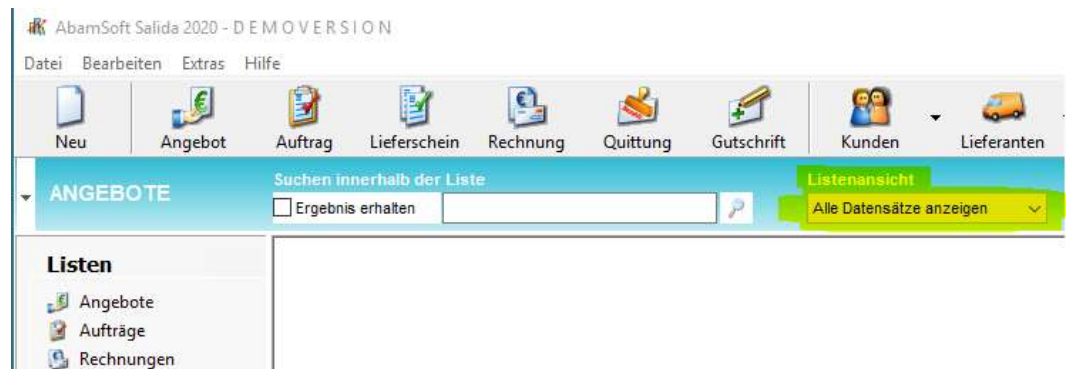 AbamSoft Salida 2020 - D E M O V E R S I O N
Datei Bearbeiten Extras Hilfe
Neu Angebot Auftrag Lieferschein Rechnung Quittung Gutschrift Kunden Lieferanten
ANGEBOTE
Suchen innerhalb der Liste
Ergebnis erhalten
Listenansicht
Alle Datensätze anzeigen
Listen
Angebote
Aufträge
Rechnungen